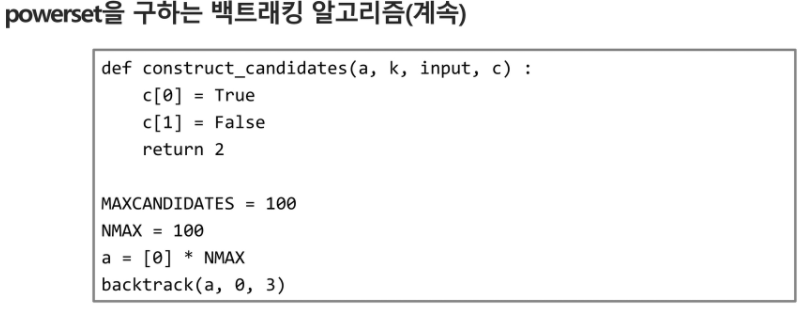 powerset을 구하는 백트래킹 알고리즘(계속)
def construct_candidates(a, k, input, c) :
    c[0] = True
    c[1] = False
    return 2

MAXCANDIDATES = 100
NMAX = 100
a = [0] * NMAX
backtrack(a, 0, 3)